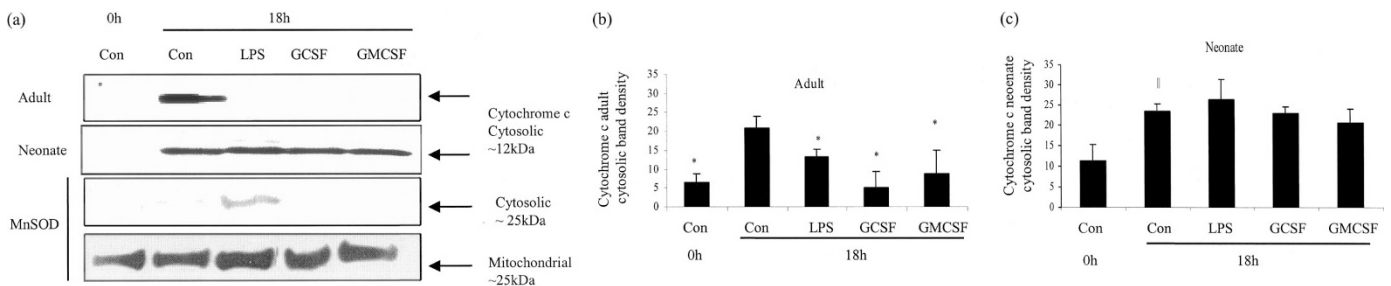 (a)
0h 18h
Con Con LPS GCSF GMCSF
*
Adult
Neonate
MnSOD
Cytochrome c
Cytosolic
~12kDa
Cytosolic
~ 25kDa
Mitochondrial
~25kDa
(b)
Adult
Cytochrome c adult
cytosolic band density
35
30
25
20
15
10
5
0
* * * *
Con Con LPS GCSF GMCSF
0h 18h
(c)
Neonate
Cytochrome c neoenate
cytosolic band density
35
30
25
20
15
10
5
0
||
Con Con LPS GCSF GMCSF
0h 18h